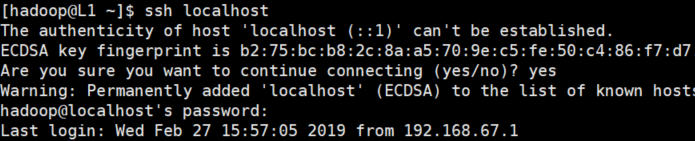 [hadoop@L1 ~]$ ssh localhost
The authenticity of host 'localhost (::1)' can't be established.
ECDSA key fingerprint is b2:75:bc:b8:2c:8a:a5:70:9e:c5:fe:50:c4:86:f7:d7
Are you sure you want to continue connecting (yes/no)? yes
Warning: Permanently added 'localhost' (ECDSA) to the list of known hosts
hadoop@localhost's password:
Last login: Wed Feb 27 15:57:05 2019 from 192.168.67.1